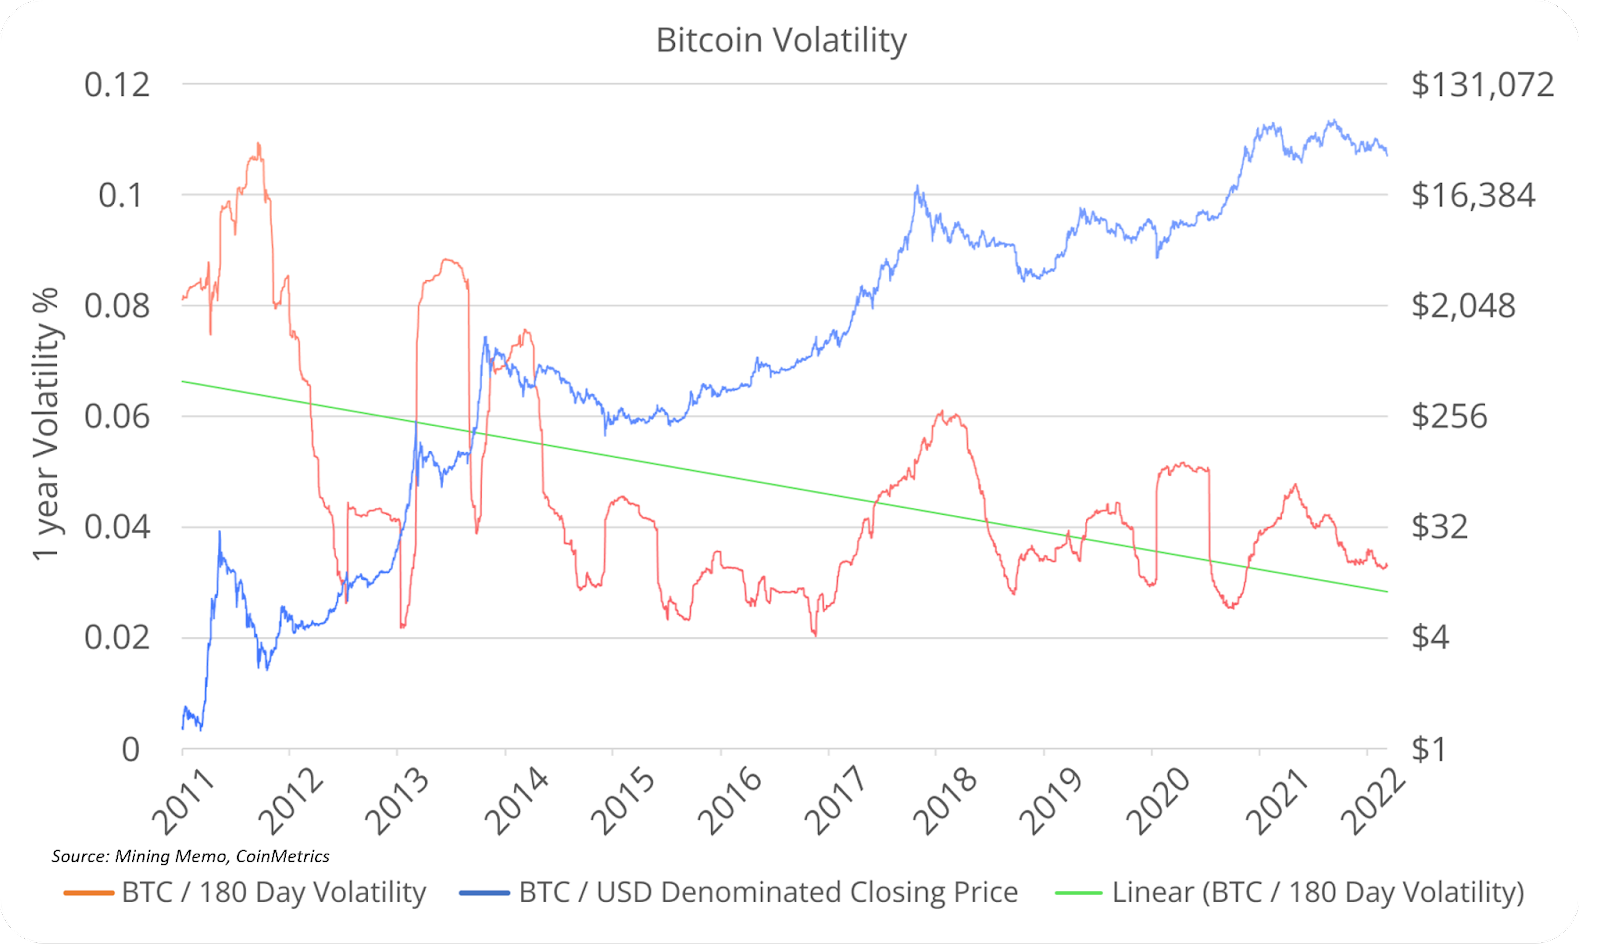 Bitcoin Volatility
0.12
0.1
0.08
0.06
0.04
0.02
0
1 year Volatility %
$131,072
$16,384
$2,048
$256
$32
$4
$1
2011 2012 2013 2014 2015 2016 2017 2018 2019 2020 2021 2022
Source: Mining Memo, CoinMetrics
BTC / 180 Day Volatility BTC / USD Denominated Closing Price Linear (BTC / 180 Day Volatility)